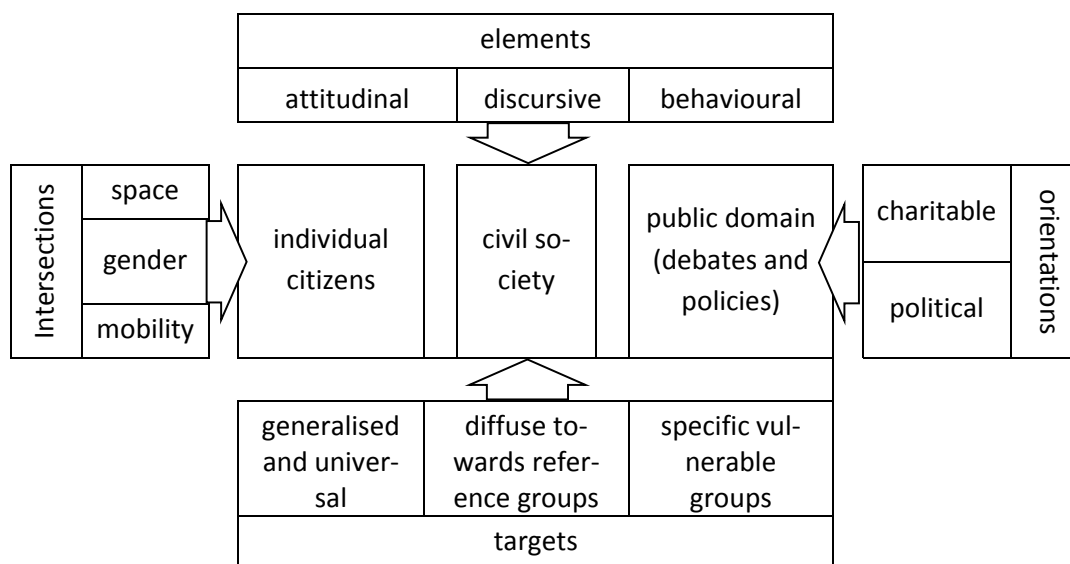 elements
attitudinal
discursive
behavioural
Intersections
space
gender
mobility
individual
citizens
civil so-
ciety
public domain
(debates and
policies)
charitable
political
orientations
generalised
and univer-
sal
diffuse to-
wards refer-
ence groups
specific vul-
nerable
groups
targets